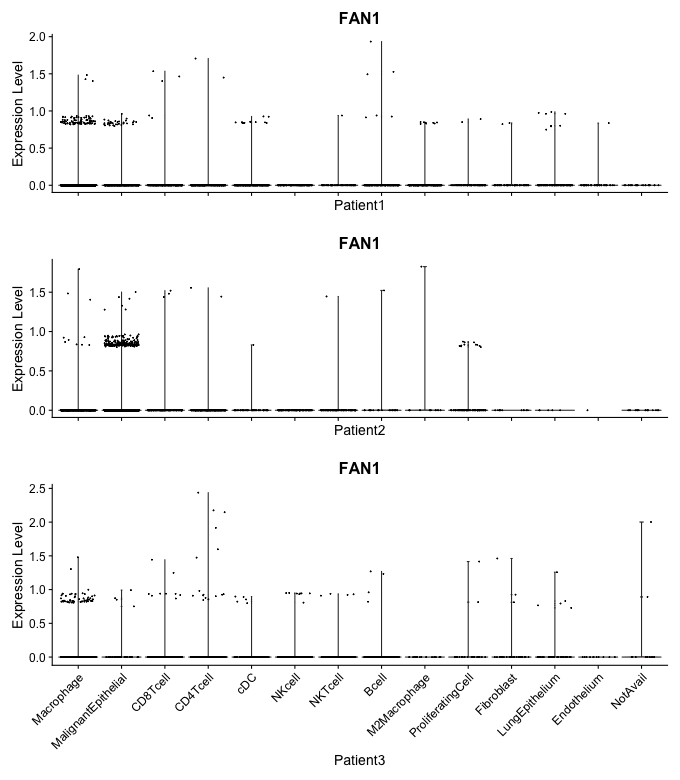 FAN1
Expression Level
2.0
1.5
1.0
0.5
0.0
Patient1
FAN1
Expression Level
1.5
1.0
0.5
0.0
Patient2
FAN1
Expression Level
2.5
2.0
1.5
1.0
0.5
0.0
Macrophage
MalignantEpithelial
CD8Tcell
CD4Tcell
cDC
NKcell
NKTcell
Bcell
M2Macrophage
ProliferatingCell
Fibroblast
LungEpithelium
Endothelium
NotAvail
Patient3